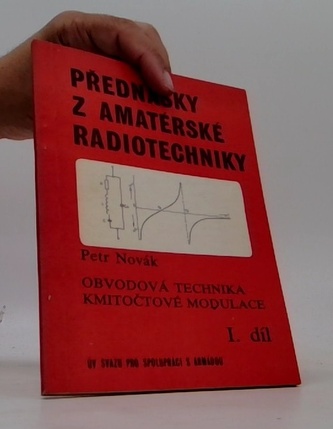 PŘEDNÁŠKY
Z AMATÉRSKÉ
RADIOTECHNIKY
Petr Novák
OBVODOVÁ TECHNIKA
KMITOČTOVÉ MODULACE
I. díl
ÚV SVAZU PRO SPOLUPRÁCI S ARMÁDOU